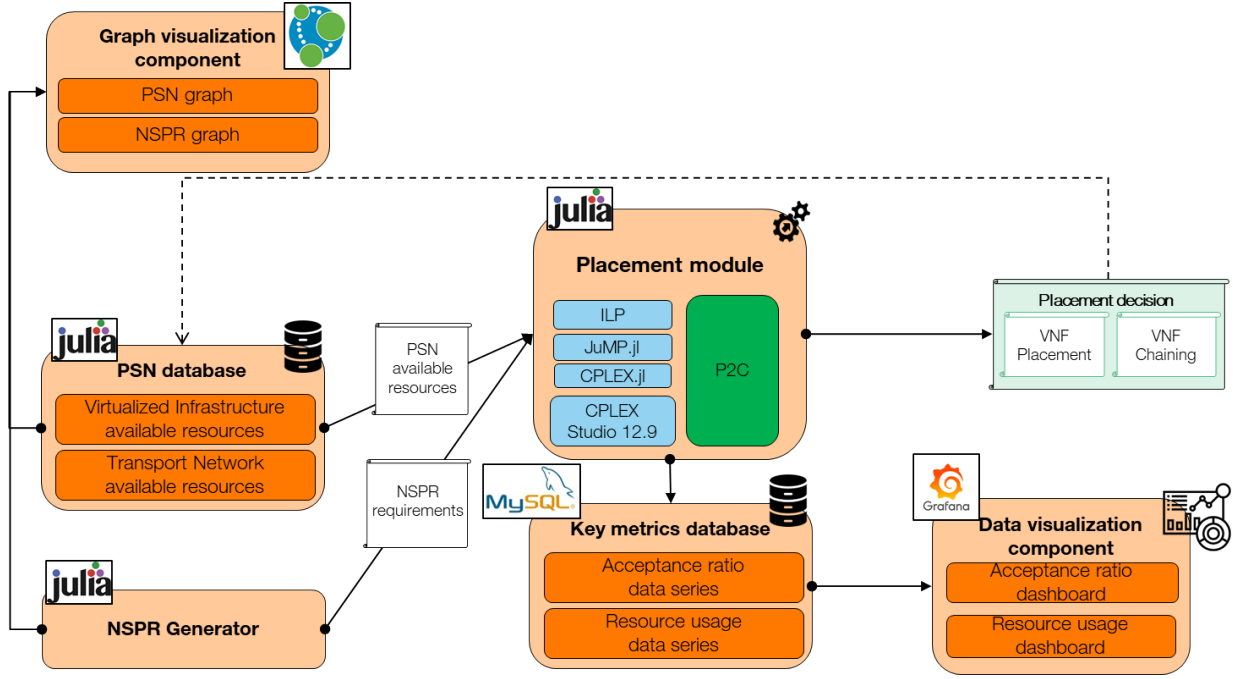 Graph visualization
component
PSN graph
NSPR graph
julia
Placement module
ILP
JuMP.jl
CPLEX.jl
CPLEX
Studio 12.9
P2C
Placement decision
VNF
Placement
VNF
Chaining
julia
PSN database
Virtualized Infrastructure
available resources
Transport Network
available resources
PSN
available
resources
NSPR
requirements
julia
NSPR Generator
MySQL
Key metrics database
Acceptance ratio
data series
Resource usage
data series
Grafana
Data visualization
component
Acceptance ratio
dashboard
Resource usage
dashboard